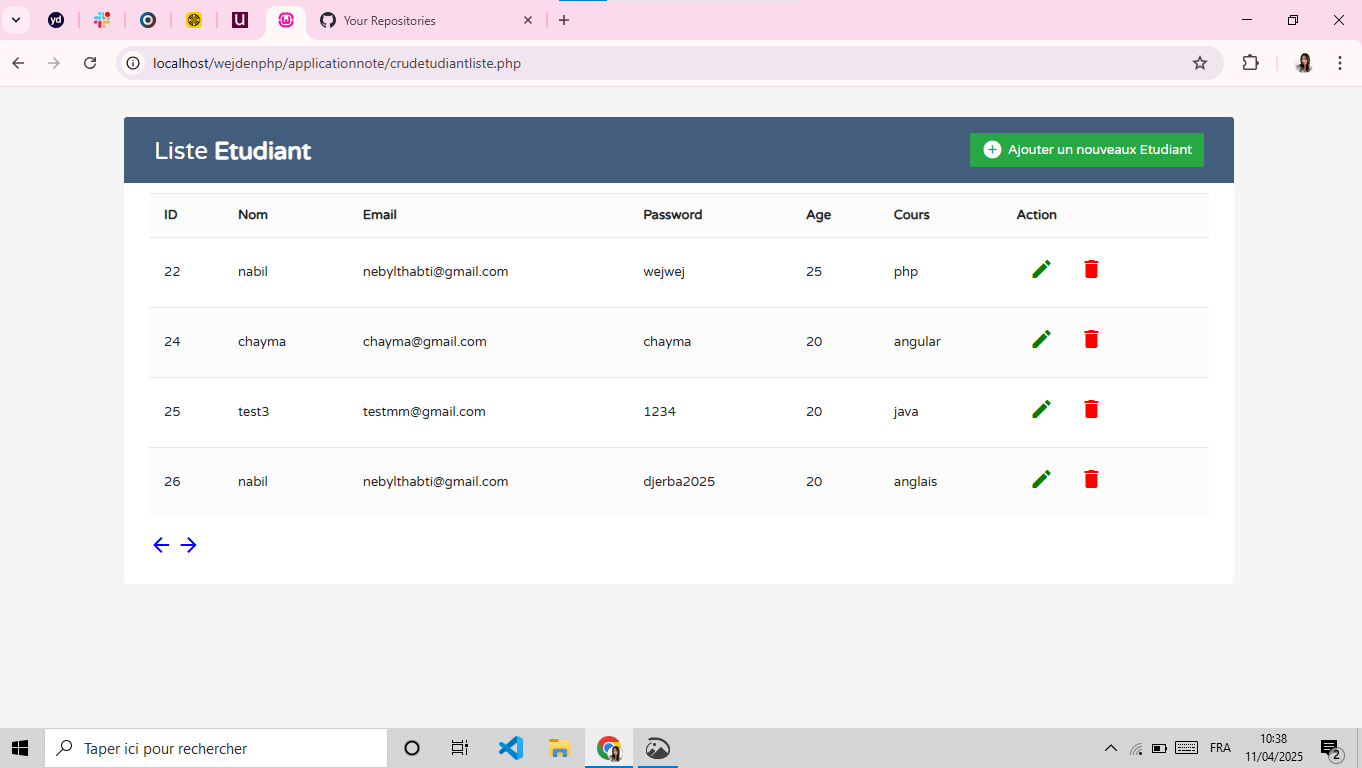 yd
u
Your Repositories
localhost/wejdenphp/applicationnote/crudetudiantliste.php
Liste Etudiant
Ajouter un nouveaux Etudiant
ID Nom Email Password Age Cours Action
22 nabil nebylthabti@gmail.com wejwej 25 php
24 chayma chayma@gmail.com chayma 20 angular
25 test3 testmm@gmail.com 1234 20 java
26 nabil nebylthabti@gmail.com djerba2025 20 anglais
Taper ici pour rechercher
FRA
10:38
11/04/2025
2